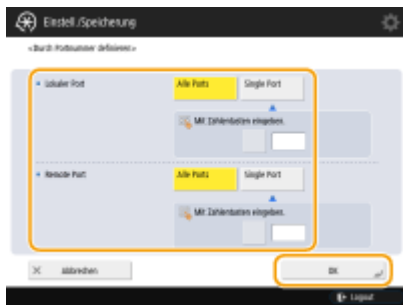 Einstell./Speicherung
<Durch Portnummer definieren>
Lokaler Port
Alle Ports
Single Port
Mit Zahlentasten eingeben.
Remote Port
Alle Ports
Single Port
Mit Zahlentasten eingeben.
Abbrechen
OK
Logout